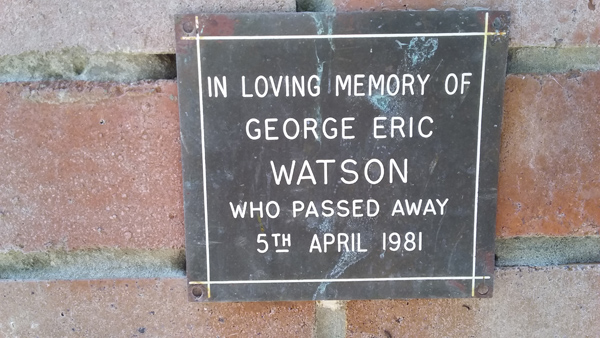 IN LOVING MEMORY OF
GEORGE ERIC
WATSON
WHO PASSED AWAY
5TH APRIL 1981